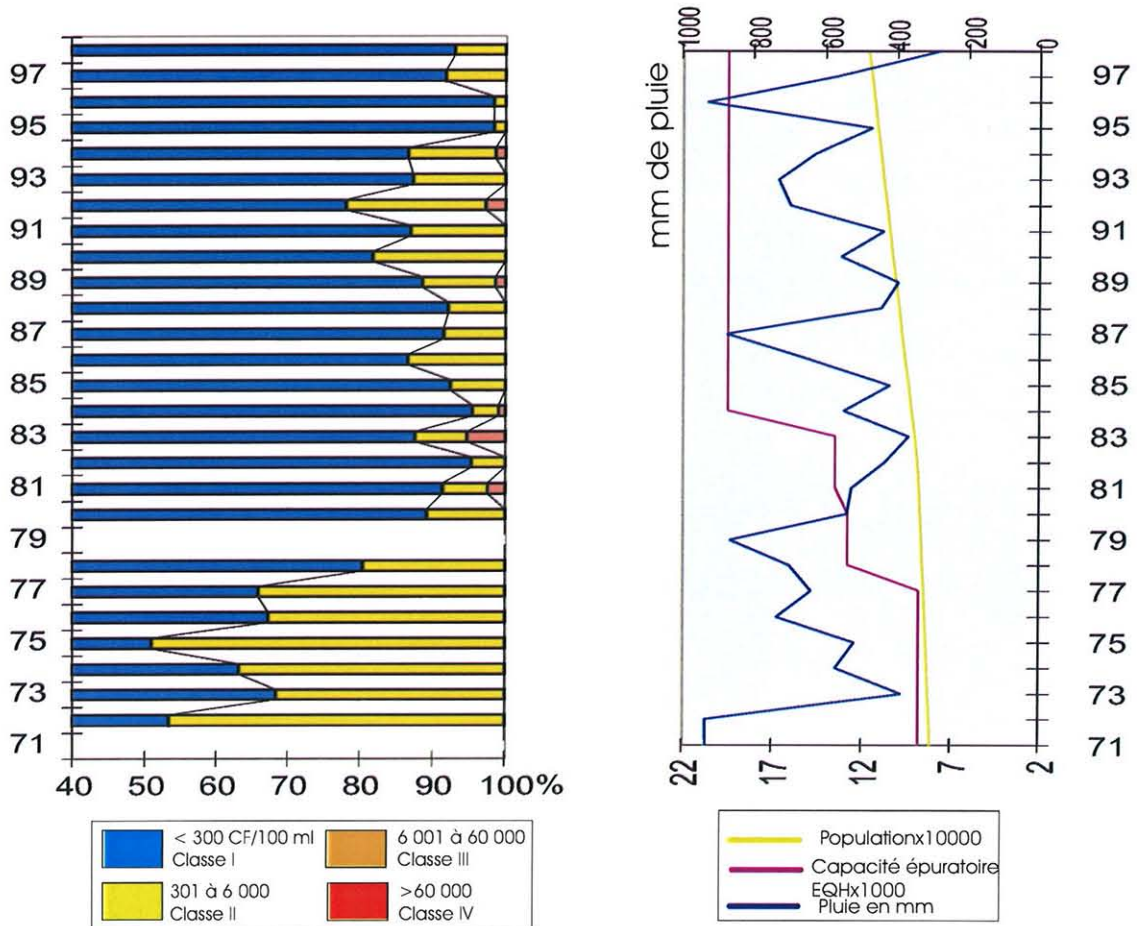 97
95
93
91
89
87
85
83
81
79
77
75
73
71
40 50 60 70 80 90 100%
< 300 CF/100 ml
Classe I
6 001 à 60 000
Classe III
301 à 6 000
Classe II
>60 000
Classe IV
1000 800 600 400 200 0
mm de pluie
97
95
93
91
89
87
85
83
81
79
77
75
73
71
22 17 12 7 2
Populationx10000
Capacité épuratoire
EQHx1000
Pluie en mm